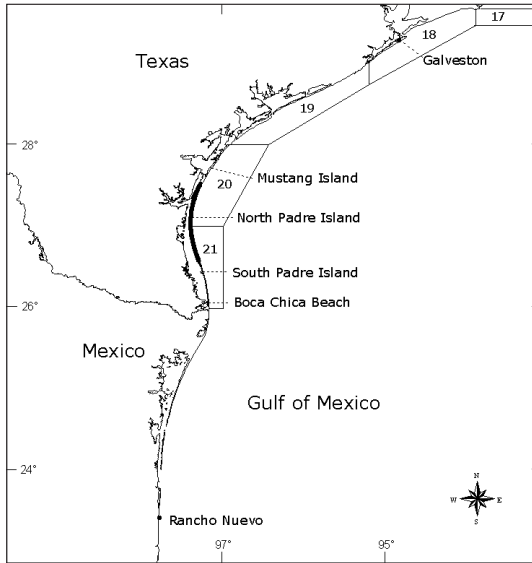 17
18
Texas
Galveston
19
28°
20
Mustang Island
North Padre Island
21
South Padre Island
26°
Boca Chica Beach
Mexico
Gulf of Mexico
24°
N
W E
S
Rancho Nuevo
97° 95°